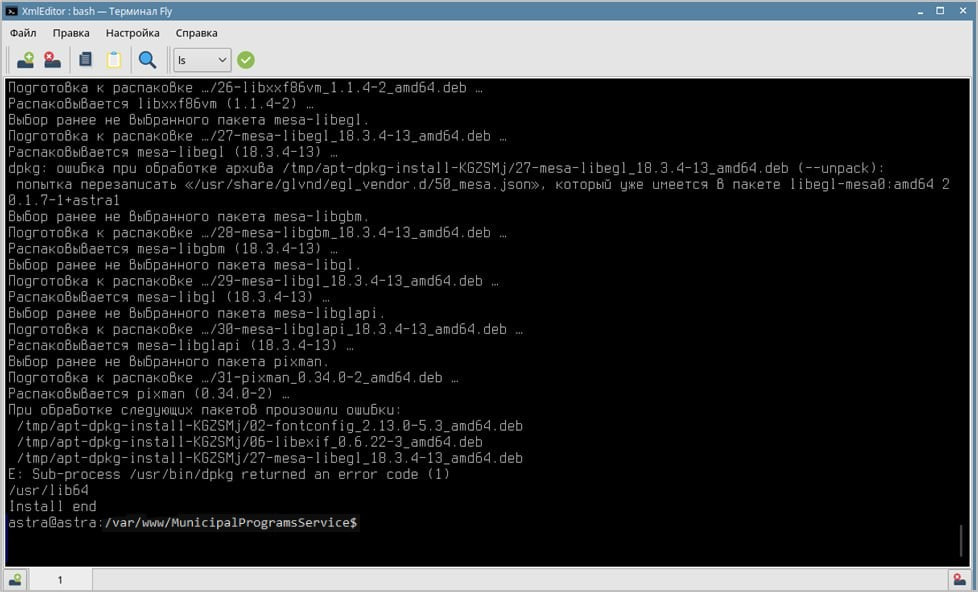 XmlEditor : bash — Терминал Fly
Файл Правка Настройка Справка
ls
Подготовка к распаковке …/26-libxxf86vm_1.1.4-2_amd64.deb …
Распаковывается libxxf86vm (1.1.4-2) …
Выбор ранее не выбранного пакета mesa-libegl.
Подготовка к распаковке …/27-mesa-libegl_18.3.4-13_amd64.deb …
Распаковывается mesa-libegl (18.3.4-13) …
dpkg: ошибка при обработке архива /tmp/apt-dpkg-install-KGZSMj/27-mesa-libegl_18.3.4-13_amd64.deb (--unpack):
попытка перезаписать «/usr/share/glvnd/egl_vendor.d/50_mesa.json», который уже имеется в пакете libegl-mesa0:amd64 2
0.1.7-1+astra1
Выбор ранее не выбранного пакета mesa-libgbm.
Подготовка к распаковке …/28-mesa-libgbm_18.3.4-13_amd64.deb …
Распаковывается mesa-libgbm (18.3.4-13) …
Выбор ранее не выбранного пакета mesa-libgl.
Подготовка к распаковке …/29-mesa-libgl_18.3.4-13_amd64.deb …
Распаковывается mesa-libgl (18.3.4-13) …
Выбор ранее не выбранного пакета mesa-libglapi.
Подготовка к распаковке …/30-mesa-libglapi_18.3.4-13_amd64.deb …
Распаковывается mesa-libglapi (18.3.4-13) …
Выбор ранее не выбранного пакета pixman.
Подготовка к распаковке …/31-pixman_0.34.0-2_amd64.deb …
Распаковывается pixman (0.34.0-2) …
При обработке следующих пакетов произошли ошибки:
/tmp/apt-dpkg-install-KGZSMj/02-fontconfig_2.13.0-5.3_amd64.deb
/tmp/apt-dpkg-install-KGZSMj/06-libexif_0.6.22-3_amd64.deb
/tmp/apt-dpkg-install-KGZSMj/27-mesa-libegl_18.3.4-13_amd64.deb
E: Sub-process /usr/bin/dpkg returned an error code (1)
/usr/lib64
Install end
astra@astra:/var/www/MunicipalProgramsService$
1